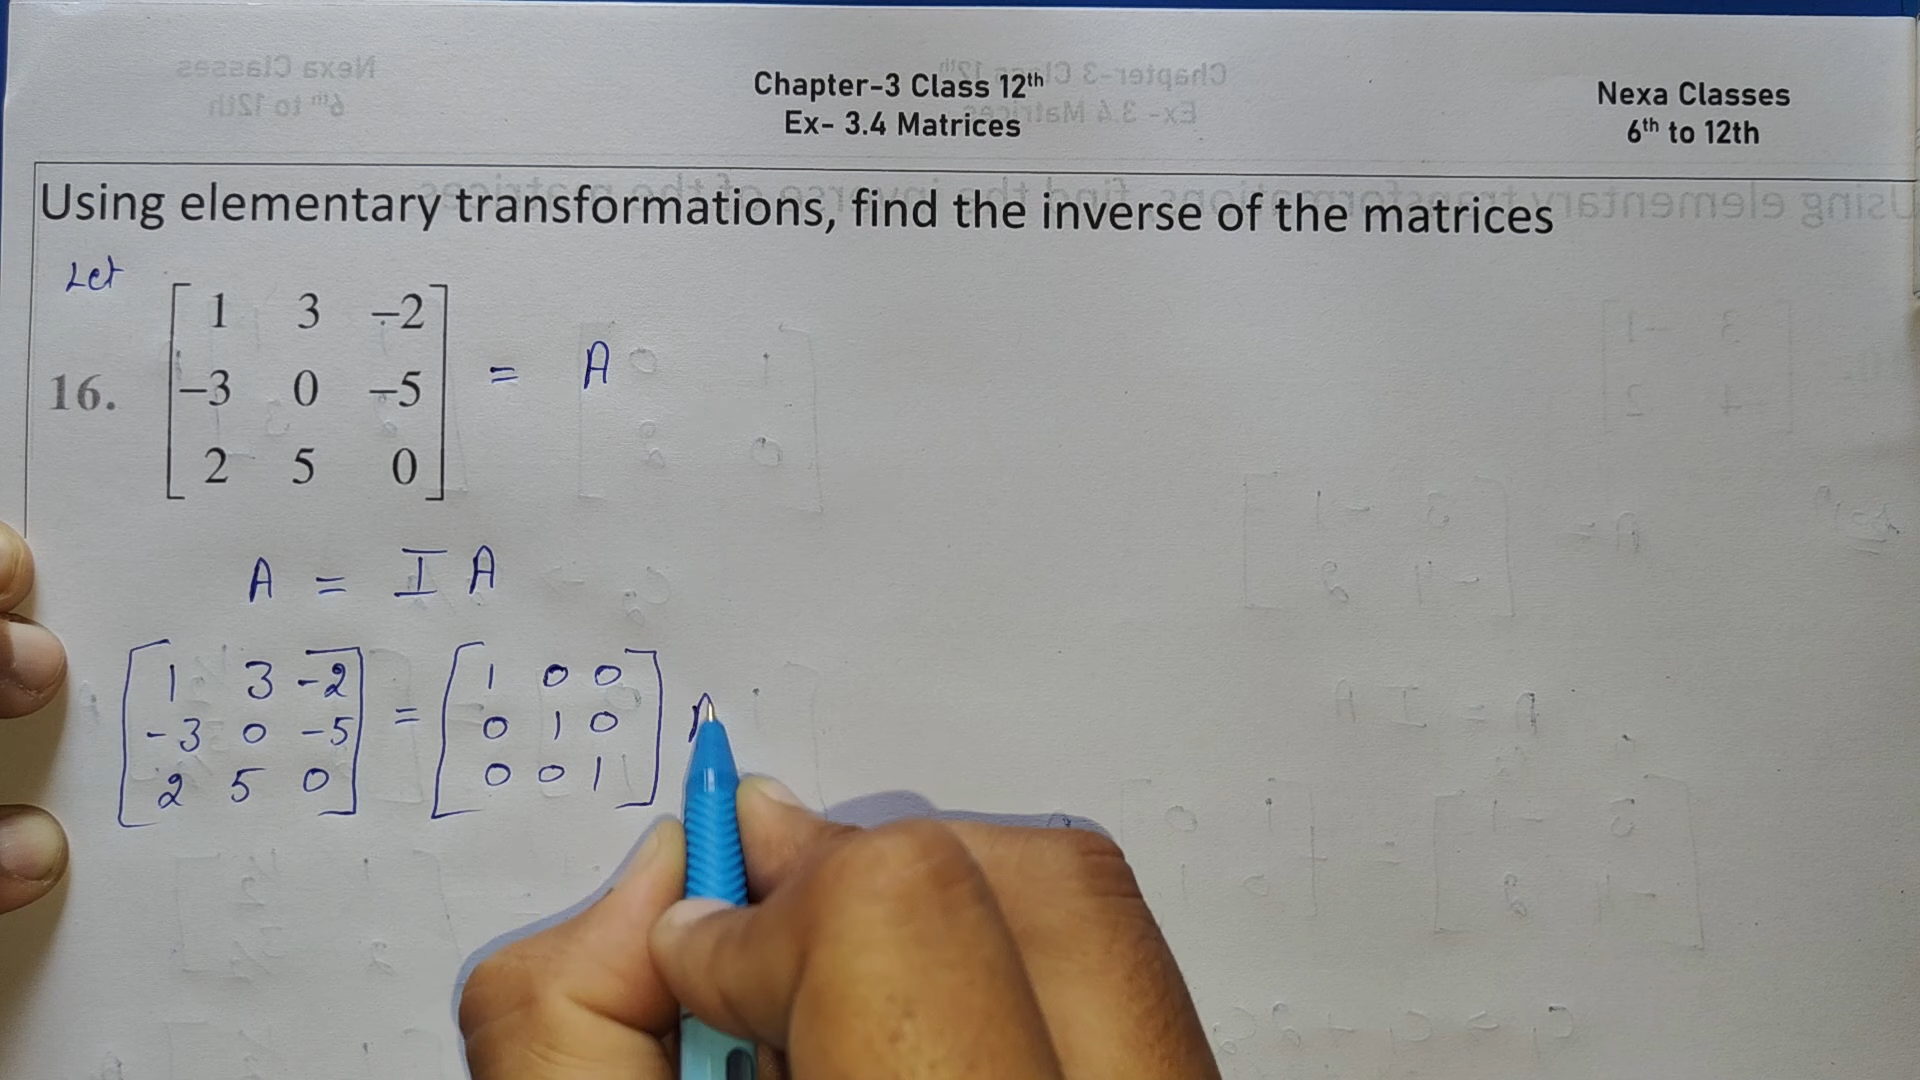 Chapter-3 Class 12th
Ex- 3.4 Matrices
Nexa Classes
6th to 12th
Using elementary transformations, find the inverse of the matrices
Let
16. [ 1 3 −2
−3 0 −5
2 5 0 ] = A
A = I A
[ 1 3 -2
-3 0 -5
2 5 0 ] = [ 1 0 0
0 1 0
0 0 1 ]